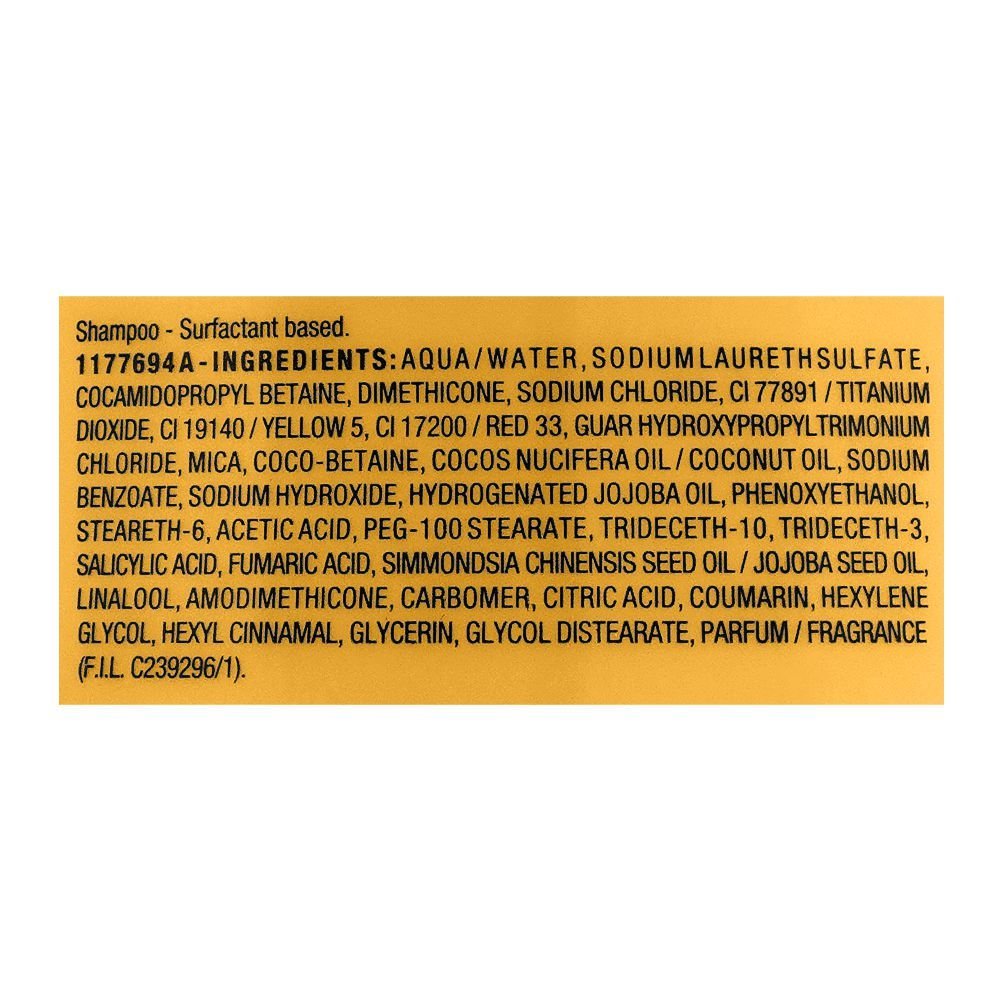 Shampoo - Surfactant based.
1177694 A - INGREDIENTS: AQUA / WATER, SODIUM LAURETH SULFATE,
COCAMIDOPROPYL BETAINE, DIMETHICONE, SODIUM CHLORIDE, CI 77891 / TITANIUM
DIOXIDE, CI 19140 / YELLOW 5, CI 17200 / RED 33, GUAR HYDROXYPROPYLTRIMONIUM
CHLORIDE, MICA, COCO-BETAINE, COCOS NUCIFERA OIL / COCONUT OIL, SODIUM
BENZOATE, SODIUM HYDROXIDE, HYDROGENATED JOJOBA OIL, PHENOXYETHANOL,
STEARETH-6, ACETIC ACID, PEG-100 STEARATE, TRIDECETH-10, TRIDECETH-3,
SALICYLIC ACID, FUMARIC ACID, SIMMONDSIA CHINENSIS SEED OIL / JOJOBA SEED OIL,
LINALOOL, AMODIMETHICONE, CARBOMER, CITRIC ACID, COUMARIN, HEXYLENE
GLYCOL, HEXYL CINNAMAL, GLYCERIN, GLYCOL DISTEARATE, PARFUM / FRAGRANCE
(F.I.L. C239296/1).